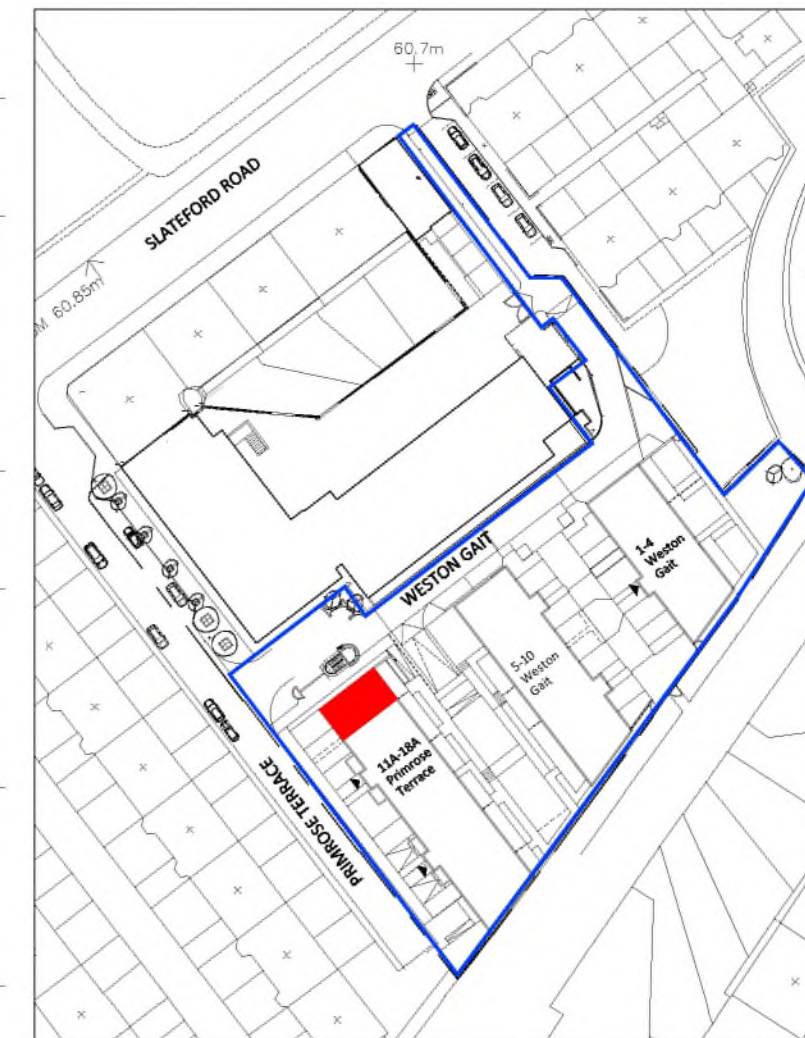 60.7m
SLATEFORD ROAD
M 60.85m
WESTON GAIT
1-4
Weston
Gait
5-10
Weston
Gait
11A-18A
Primrose
Terrace
PRIMROSE TERRACE